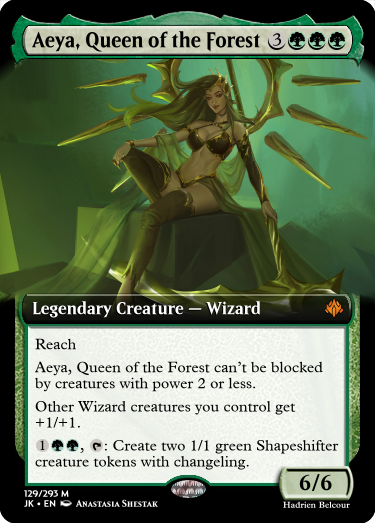 Aeya, Queen of the Forest 3
Legendary Creature — Wizard
Reach
Aeya, Queen of the Forest can't be blocked
by creatures with power 2 or less.
Other Wizard creatures you control get
+1/+1.
1 , : Create two 1/1 green Shapeshifter
creature tokens with changeling.
6/6
129/293 M
JK • EN Anastasia Shestak
Hadrien Belcour